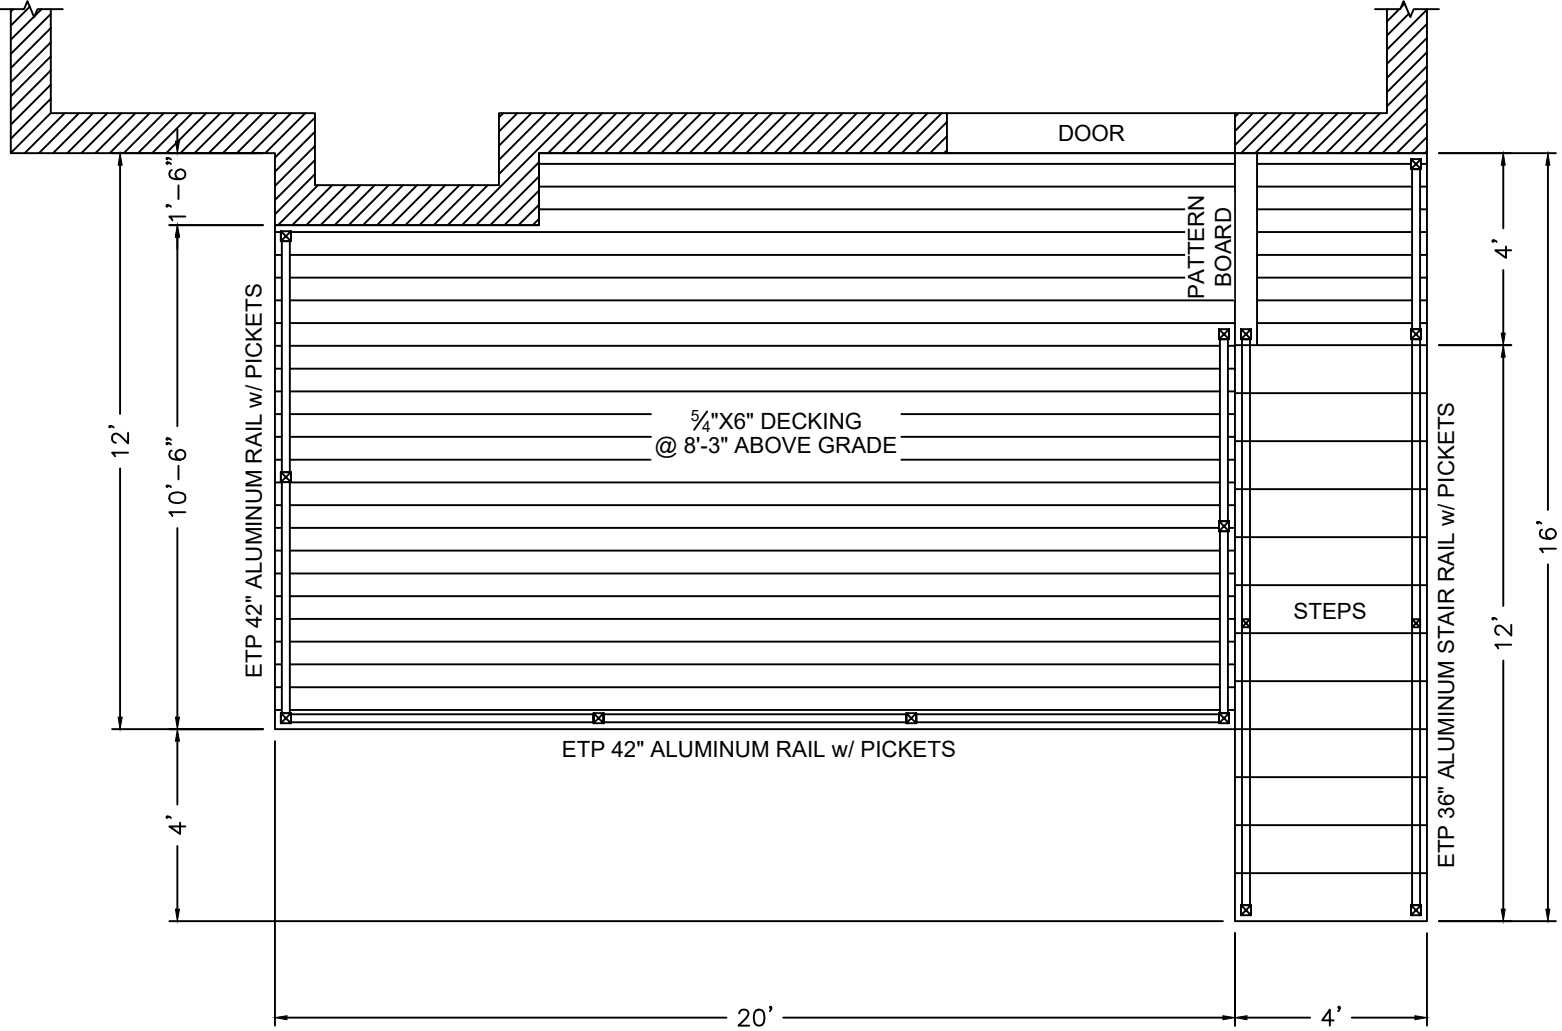 DOOR
1'-6"
PATTERN
BOARD
4'
ETP 42" ALUMINUM RAIL w/ PICKETS
12'
10'-6"
5/4"X6" DECKING
@ 8'-3" ABOVE GRADE
ETP 36" ALUMINUM STAIR RAIL w/ PICKETS
16'
STEPS
12'
ETP 42" ALUMINUM RAIL w/ PICKETS
4'
20'
4'